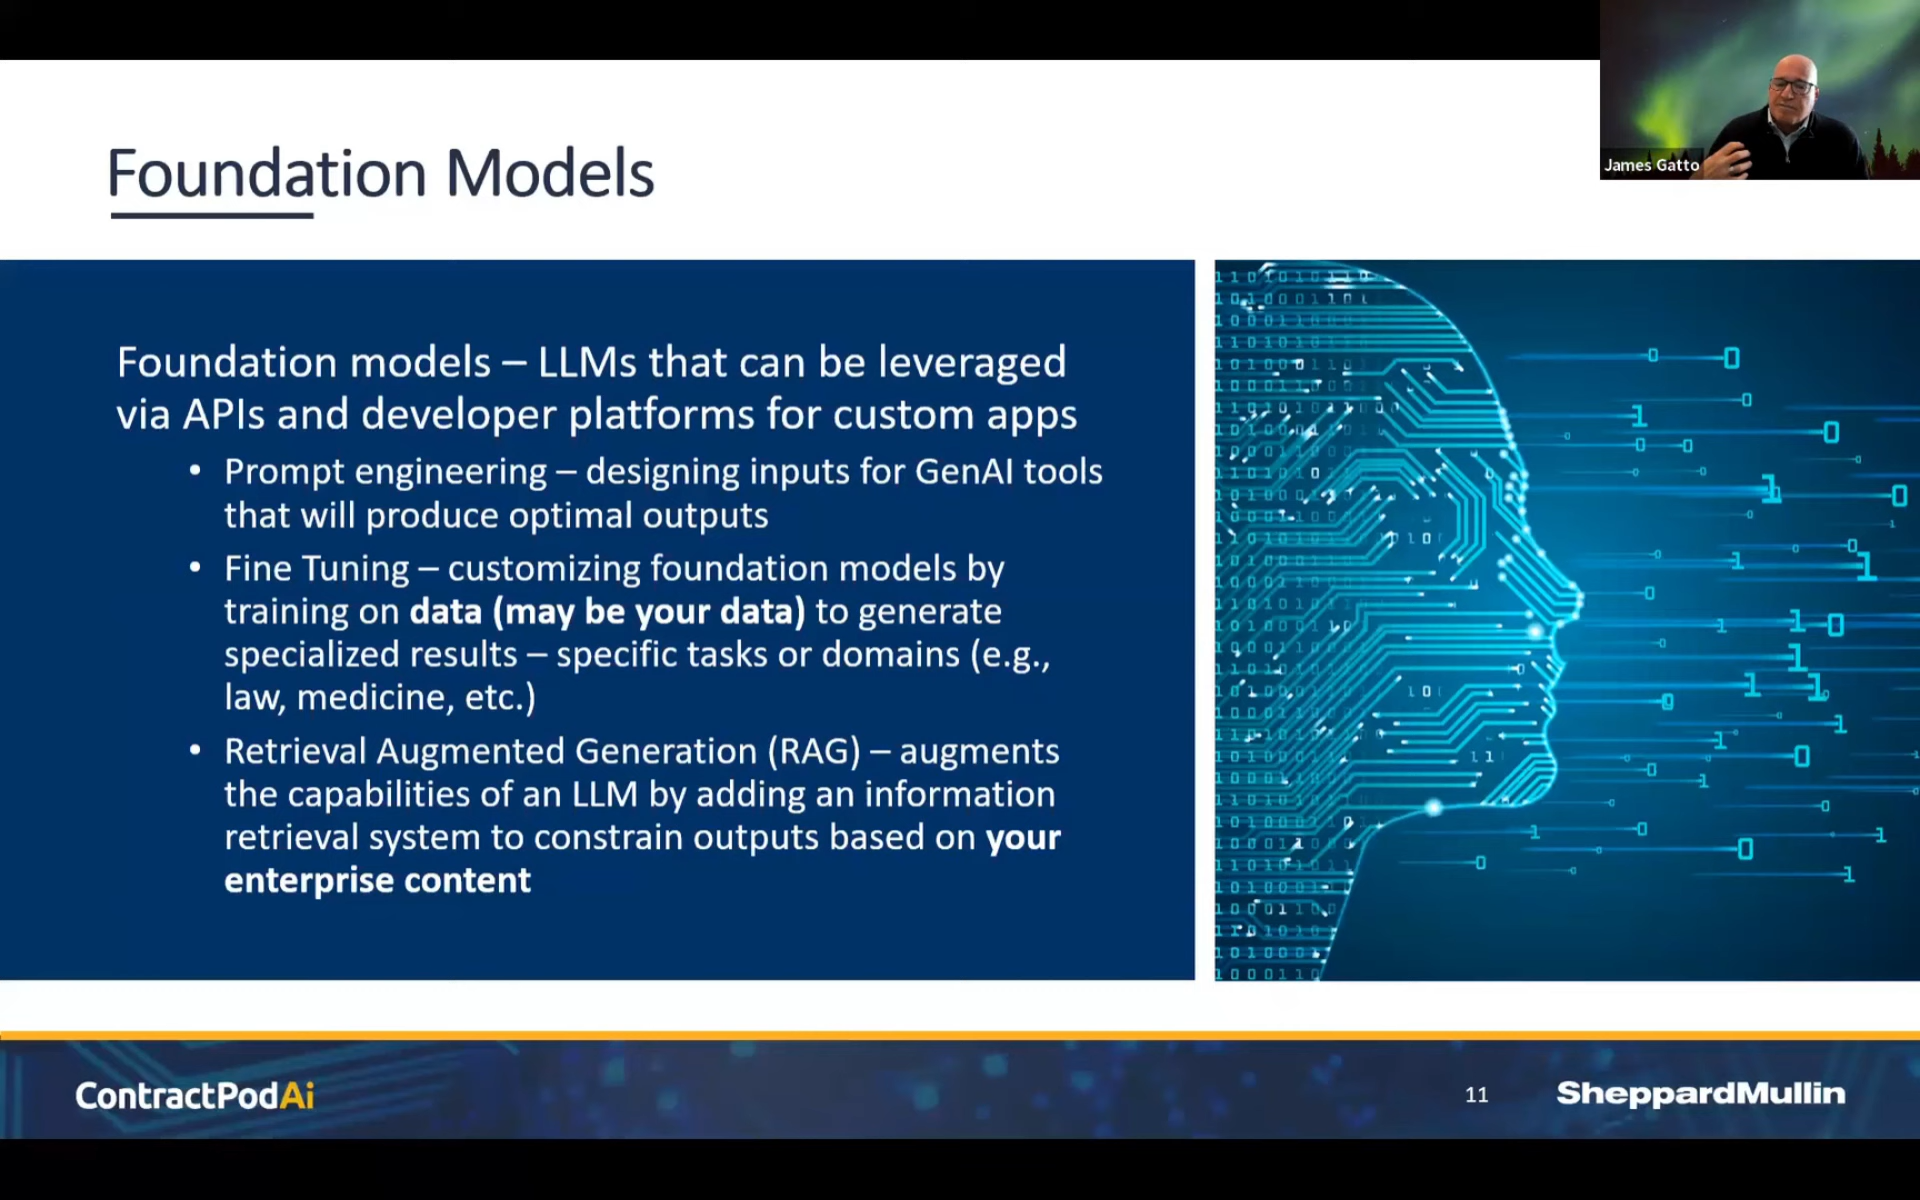 James Gatto
Foundation Models
Foundation models – LLMs that can be leveraged
via APIs and developer platforms for custom apps
• Prompt engineering – designing inputs for GenAI tools
that will produce optimal outputs
• Fine Tuning – customizing foundation models by
training on data (may be your data) to generate
specialized results – specific tasks or domains (e.g.,
law, medicine, etc.)
• Retrieval Augmented Generation (RAG) – augments
the capabilities of an LLM by adding an information
retrieval system to constrain outputs based on your
enterprise content
ContractPodAi
11
SheppardMullin